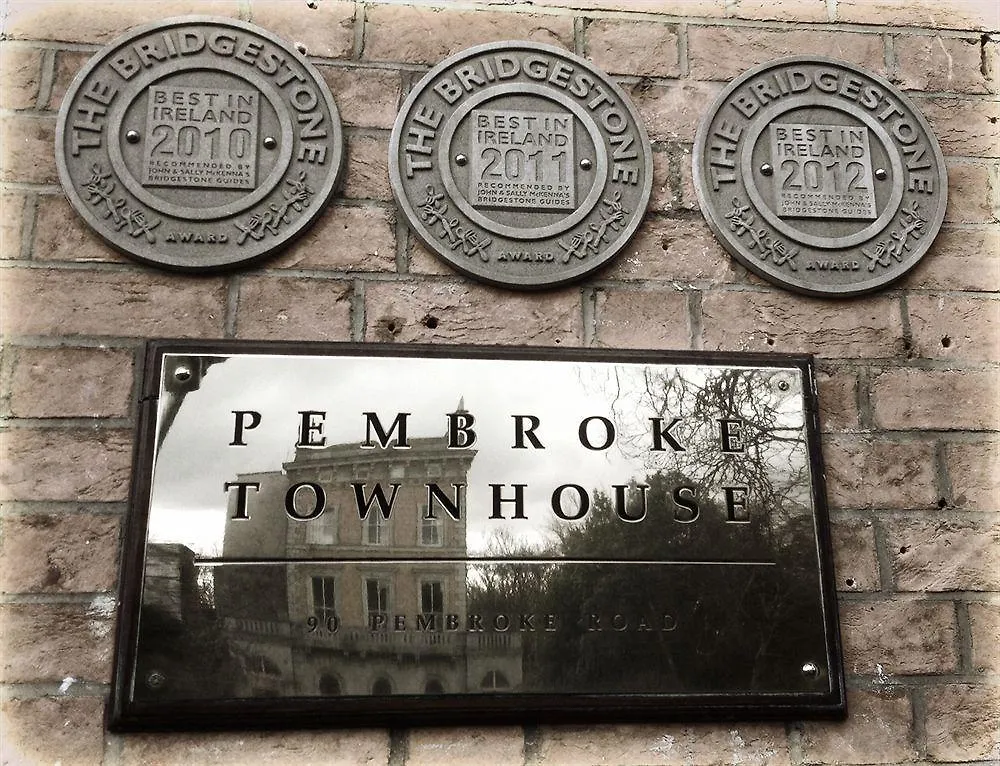 THE BRIDGESTONE
BEST IN
IRELAND
2010
RECOMMENDED BY
JOHN & SALLY McKENNA'S
BRIDGESTONE GUIDES
AWARD
THE BRIDGESTONE
BEST IN
IRELAND
2011
RECOMMENDED BY
JOHN & SALLY McKENNA'S
BRIDGESTONE GUIDES
AWARD
THE BRIDGESTONE
BEST IN
IRELAND
2012
RECOMMENDED BY
JOHN & SALLY McKENNA'S
BRIDGESTONE GUIDES
AWARD
PEMBROKE
TOWNHOUSE
90 PEMBROKE ROAD